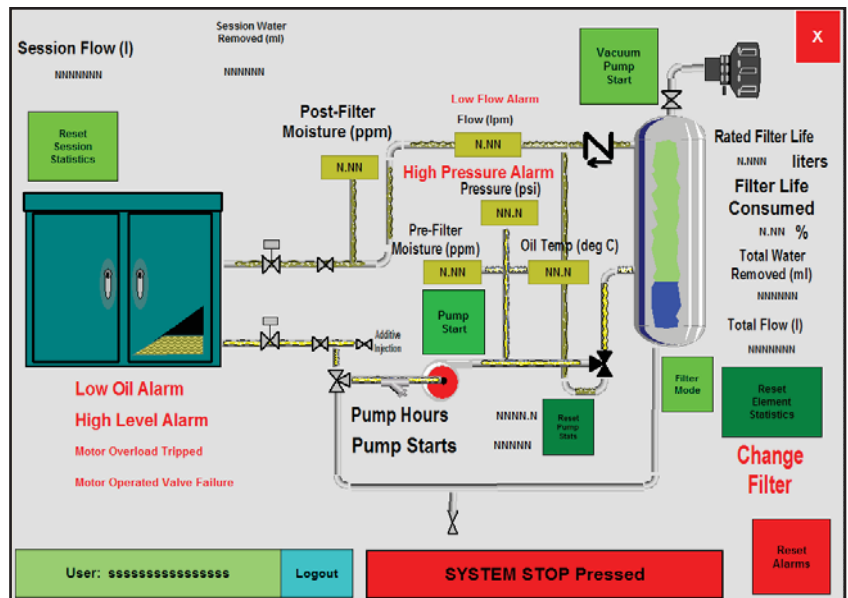 Session Flow (l)
NNNNNNN
Session Water
Removed (ml)
NNNNNN
Reset
Session
Statistics
Post-Filter
Moisture (ppm)
N.NN
Low Flow Alarm
Flow (lpm)
N.NN
High Pressure Alarm
Pressure (psi)
NN.N
Pre-Filter
Moisture (ppm)
N.NN
Oil Temp (deg C)
NN.N
Vacuum
Pump
Start
X
Rated Filter Life
N.NNN liters
Filter Life
Consumed
N.NN %
Total Water
Removed (ml)
NNNNNN
Total Flow (l)
NNNNNNN
Pump
Start
Additive
Injection
Low Oil Alarm
High Level Alarm
Motor Overload Tripped
Motor Operated Valve Failure
Pump Hours NNNN.N
Pump Starts NNNNN
Reset
Pump
Stats
Filter
Mode
Reset
Element
Statistics
Change
Filter
User: ssssssssssssssss
Logout
SYSTEM STOP Pressed
Reset
Alarms